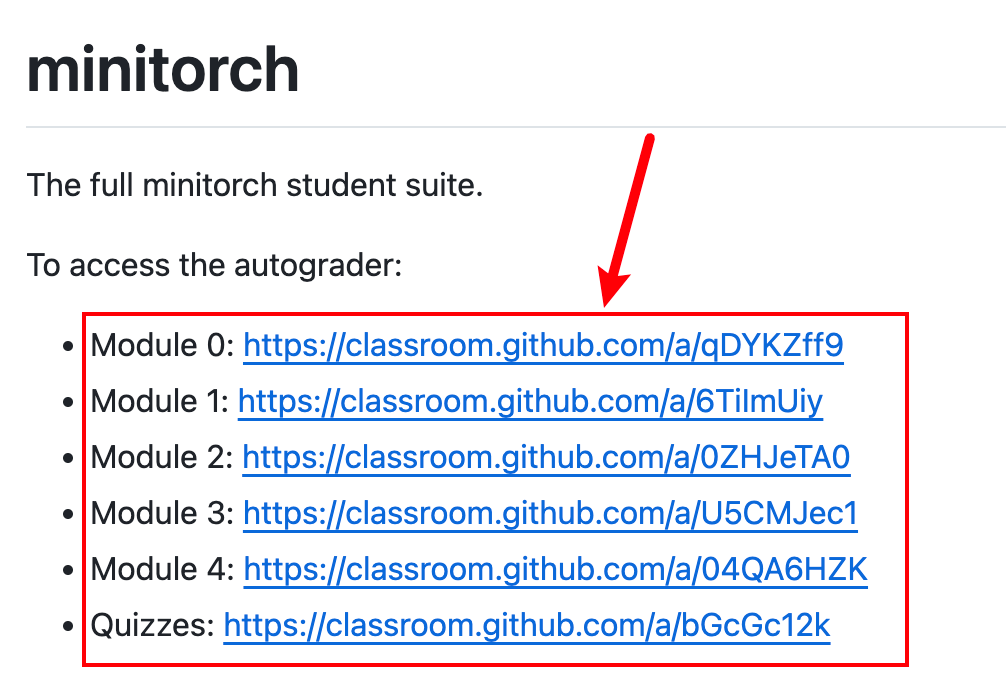 minitorch
The full minitorch student suite.
To access the autograder:
Module 0: https://classroom.github.com/a/qDYKZff9
Module 1: https://classroom.github.com/a/6TiImUiy
Module 2: https://classroom.github.com/a/0ZHJeTA0
Module 3: https://classroom.github.com/a/U5CMJec1
Module 4: https://classroom.github.com/a/04QA6HZK
Quizzes: https://classroom.github.com/a/bGcGc12k